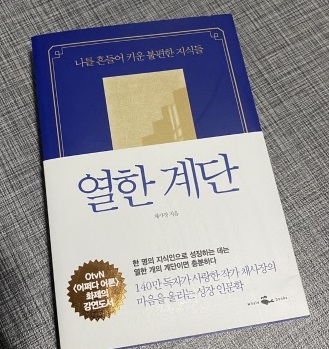 나를 흔들어 키운 불편한 지식들
열한 계단
채사장 지음
한 명의 지식인으로 성장하는 데는
열한 개의 계단이면 충분하다
140만 독자가 사랑한 작가 채사장의
마음을 울리는 성장 인문학
OtvN
〈어쩌다 어른〉
화제의
강연도서
whale books